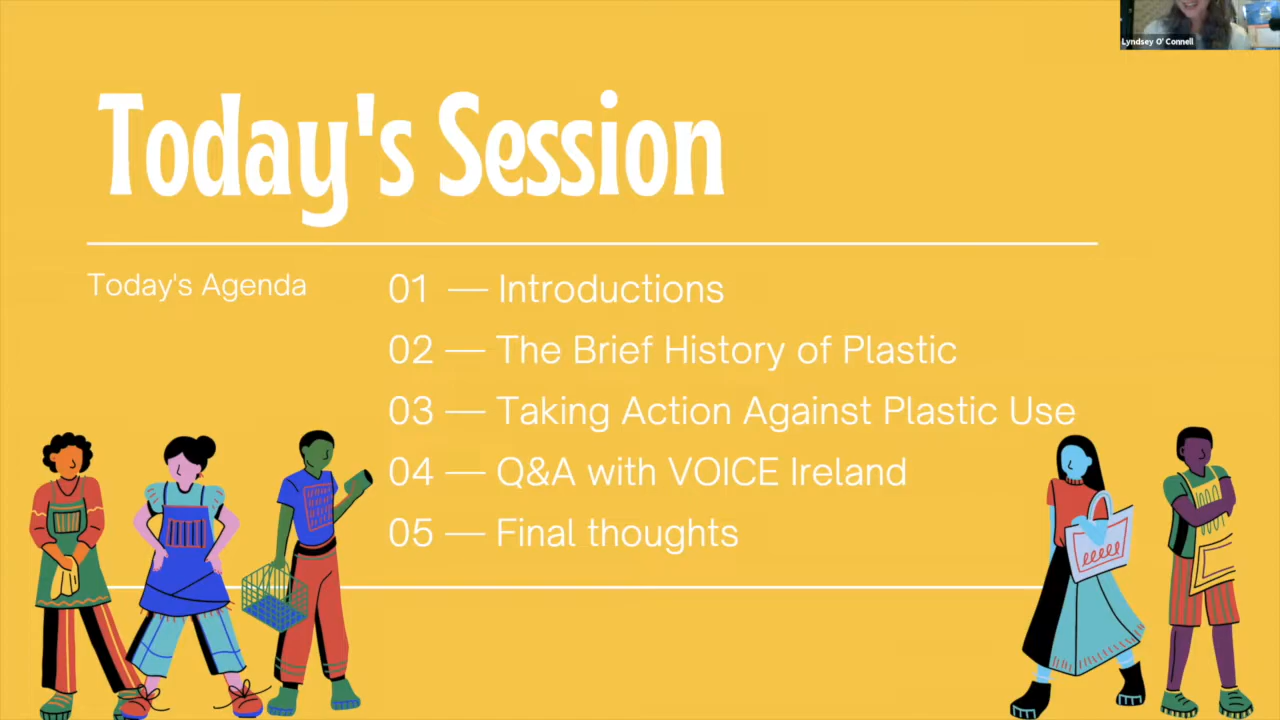 Lyndsey O' Connell
Today's Session
Today's Agenda
01 — Introductions
02 — The Brief History of Plastic
03 — Taking Action Against Plastic Use
04 — Q&A with VOICE Ireland
05 — Final thoughts